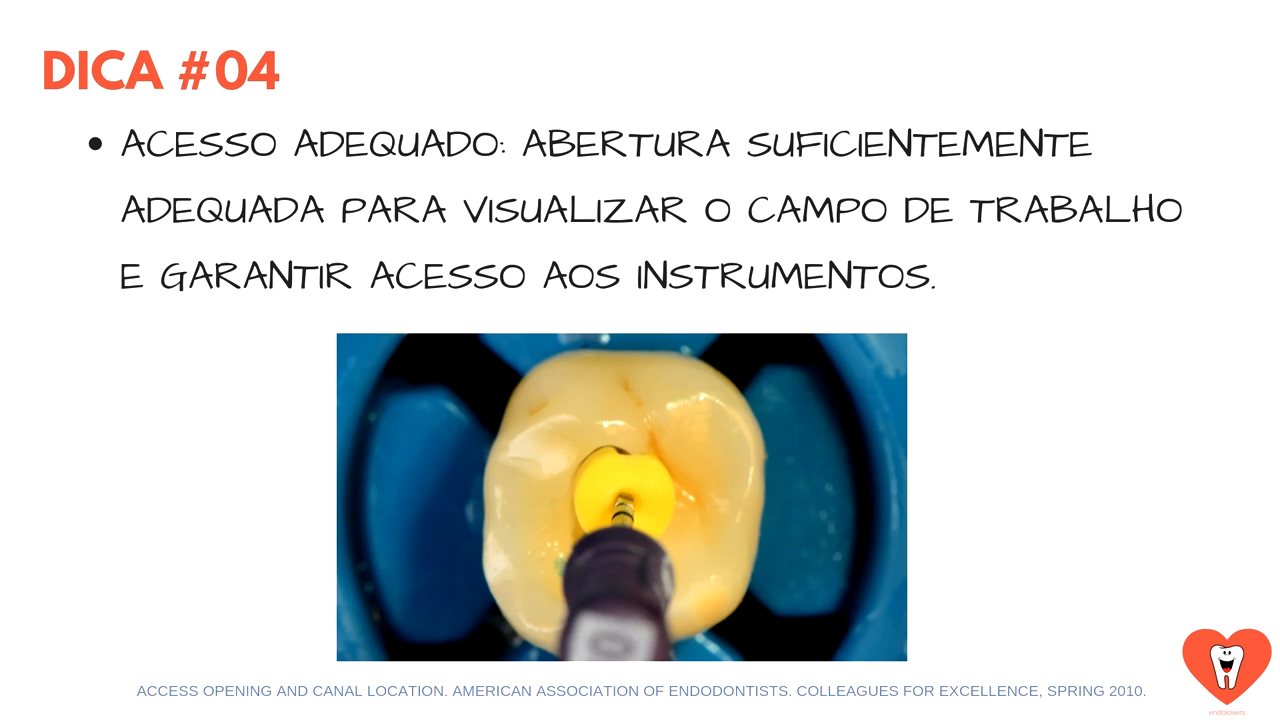 DICA #04
• ACESSO ADEQUADO: ABERTURA SUFICIENTEMENTE
ADEQUADA PARA VISUALIZAR O CAMPO DE TRABALHO
E GARANTIR ACESSO AOS INSTRUMENTOS.
0
ACCESS OPENING AND CANAL LOCATION. AMERICAN ASSOCIATION OF ENDODONTISTS. COLLEAGUES FOR EXCELLENCE, SPRING 2010.
endolovers